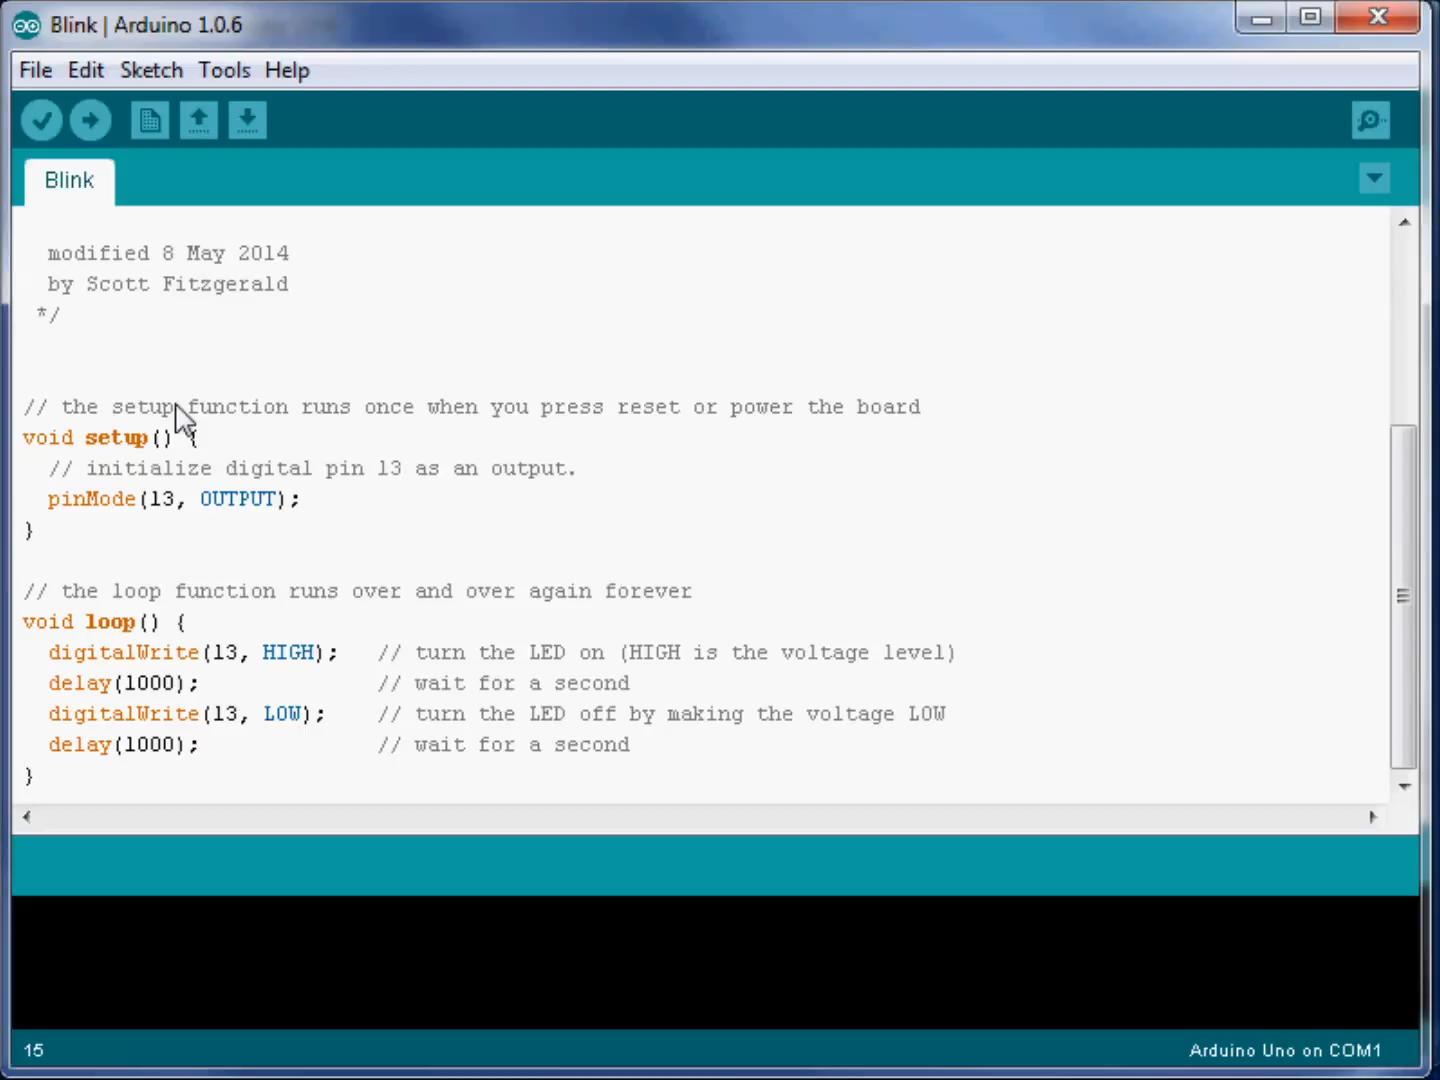 Blink | Arduino 1.0.6
File Edit Sketch Tools Help
Blink
modified 8 May 2014
by Scott Fitzgerald
*/
// the setup function runs once when you press reset or power the board
void setup() {
// initialize digital pin 13 as an output.
pinMode(13, OUTPUT);
}
// the loop function runs over and over again forever
void loop() {
digitalWrite(13, HIGH);   // turn the LED on (HIGH is the voltage level)
delay(1000);              // wait for a second
digitalWrite(13, LOW);    // turn the LED off by making the voltage LOW
delay(1000);              // wait for a second
}
15
Arduino Uno on COM1